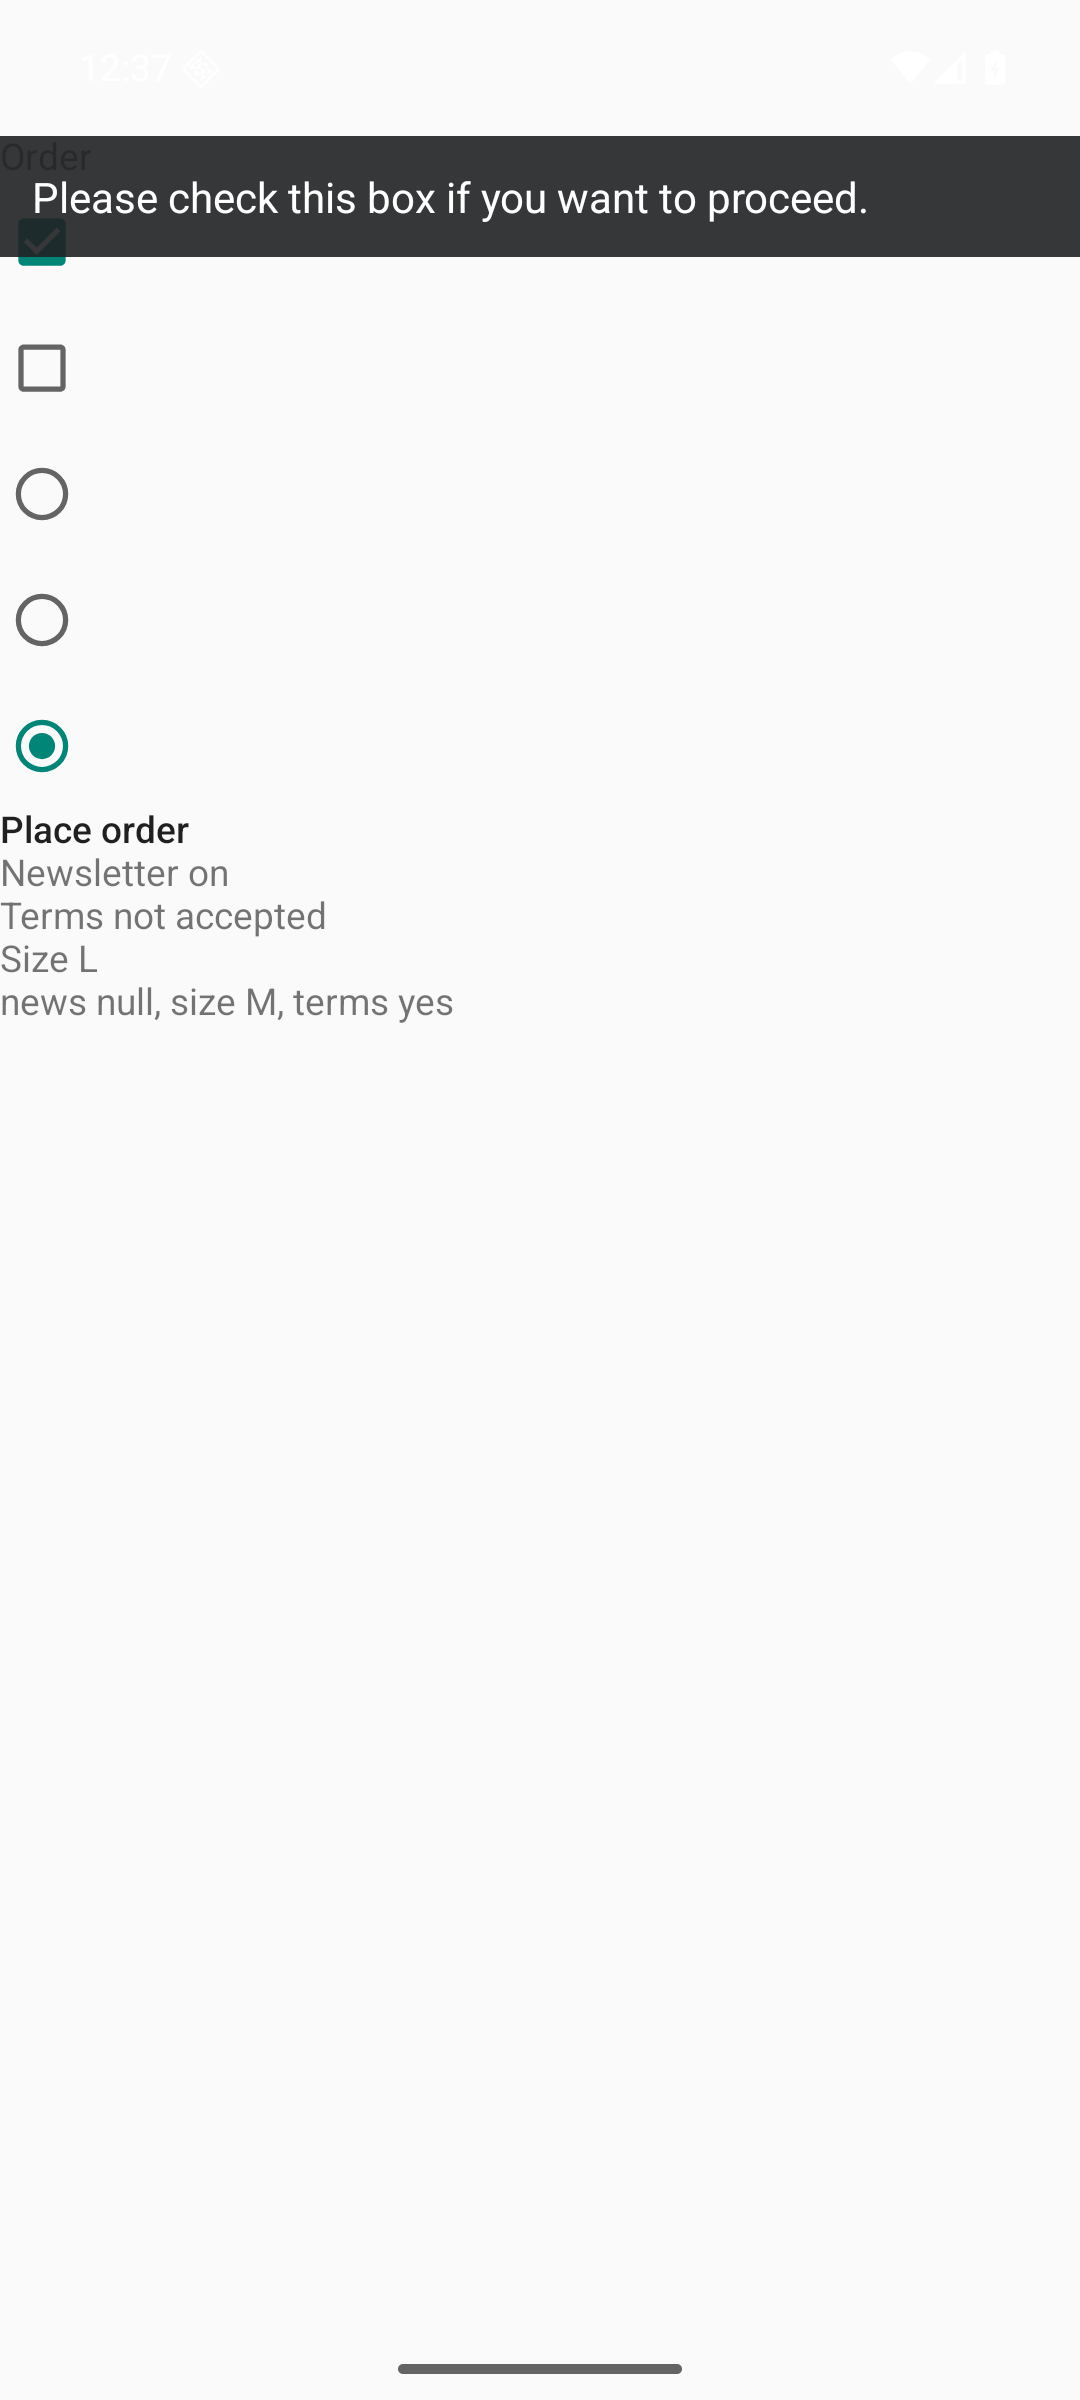 12:37
Order
Please check this box if you want to proceed.
Place order
Newsletter on
Terms not accepted
Size L
news null, size M, terms yes